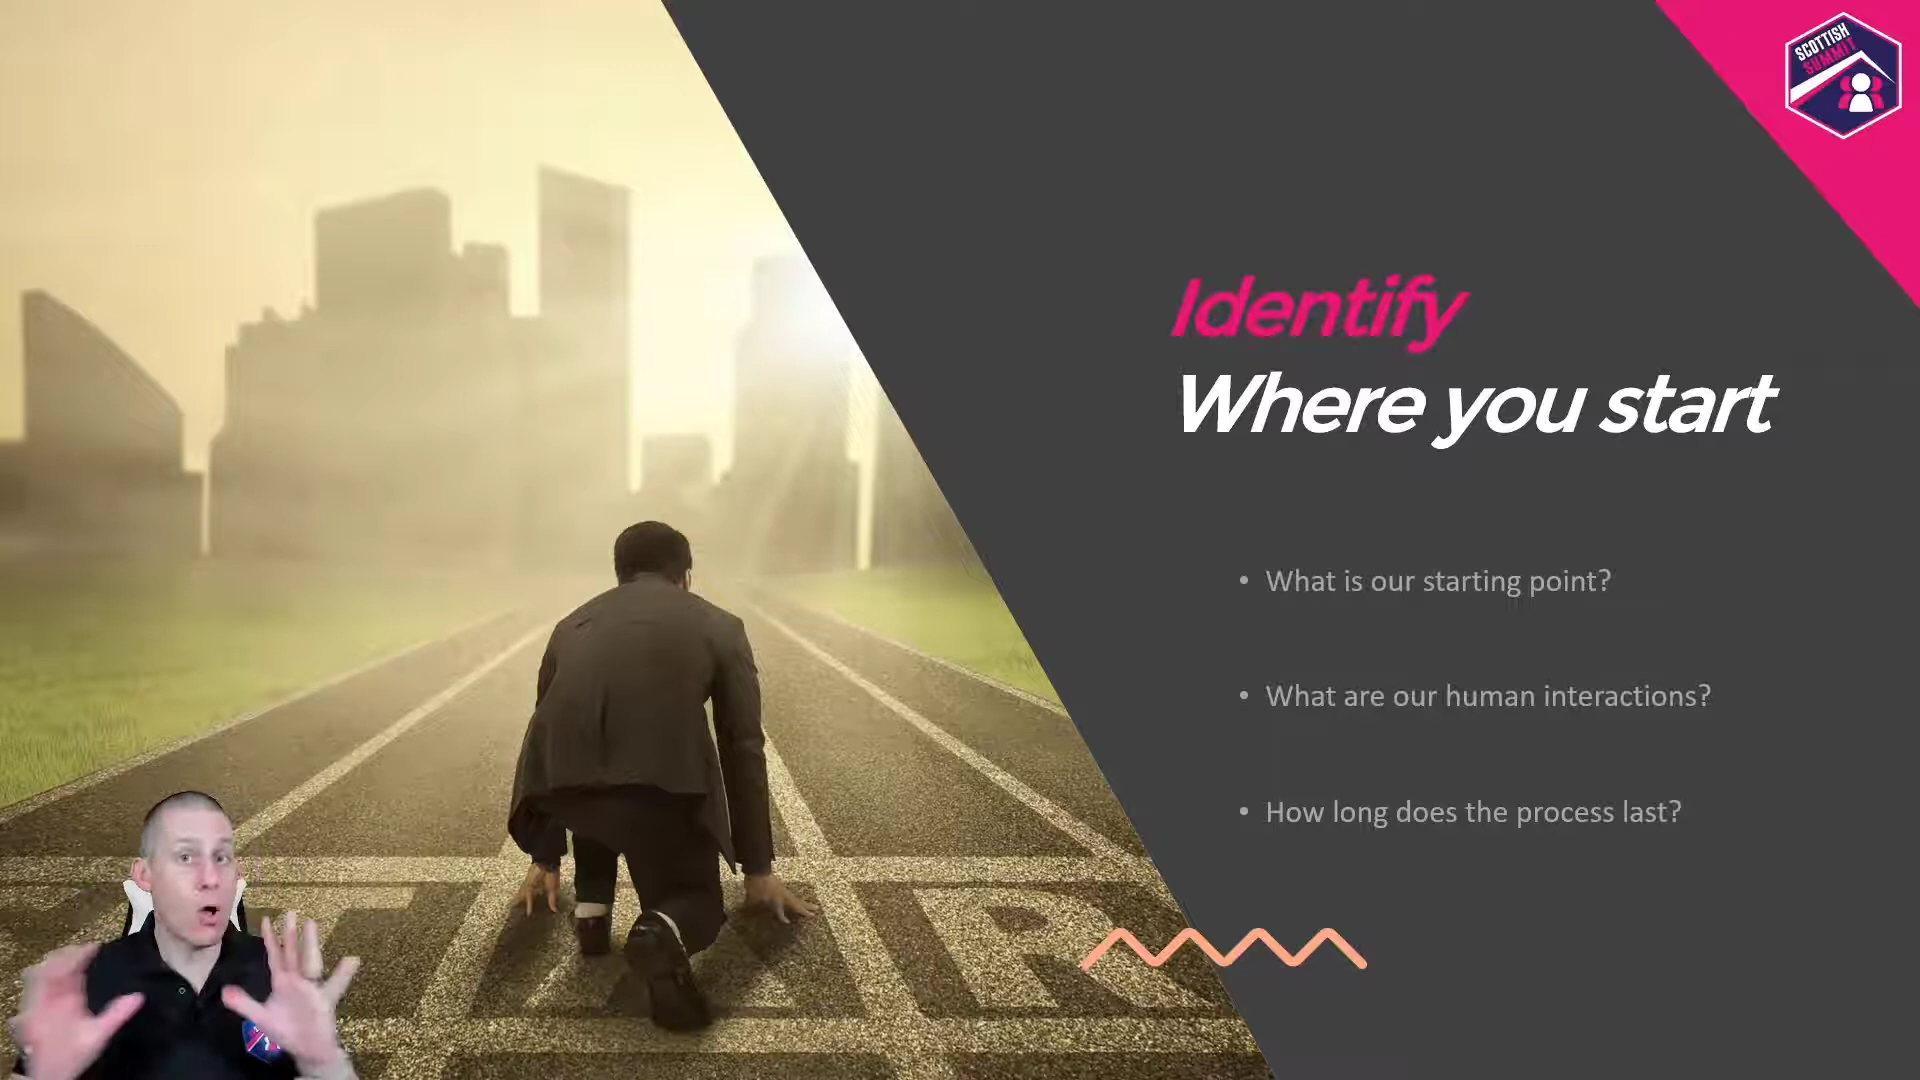 SCOTTISH
SUMMIT
Identify
Where you start
• What is our starting point?
• What are our human interactions?
• How long does the process last?
T
R